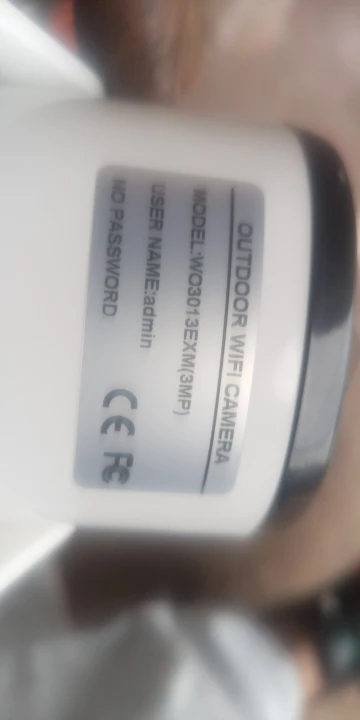 OUTDOOR WIFI CAMERA
MODEL:WO3013EXM(3MP)
USER NAME:admin
NO PASSWORD
CE FC